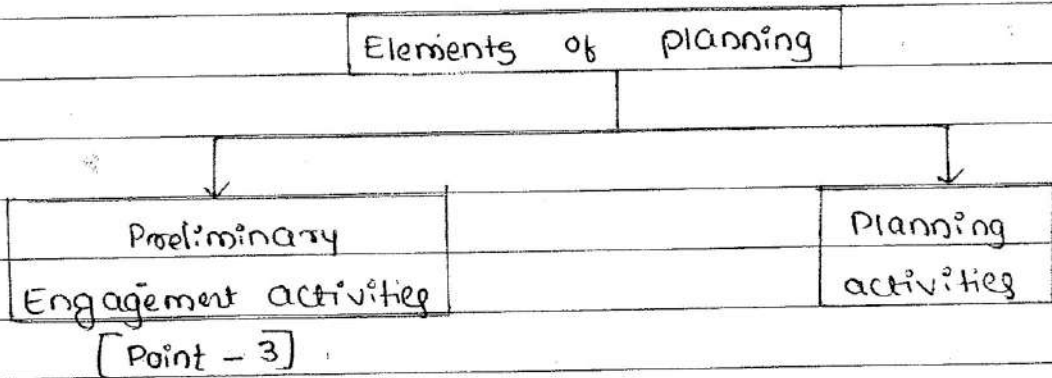 Elements of planning
Preliminary
Engagement activities
[Point - 3]
Planning
activities